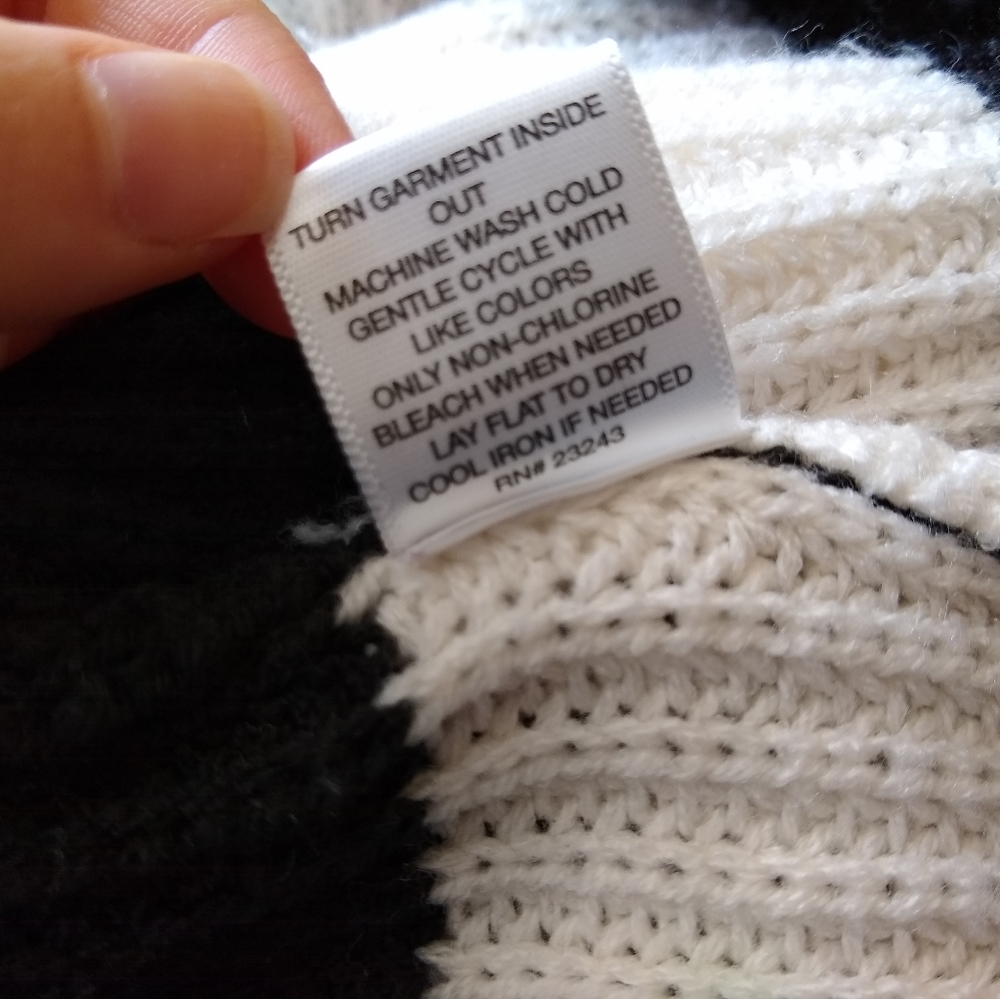 TURN GARMENT INSIDE
OUT
MACHINE WASH COLD
GENTLE CYCLE WITH
LIKE COLORS
ONLY NON-CHLORINE
BLEACH WHEN NEEDED
LAY FLAT TO DRY
COOL IRON IF NEEDED
RN# 23243